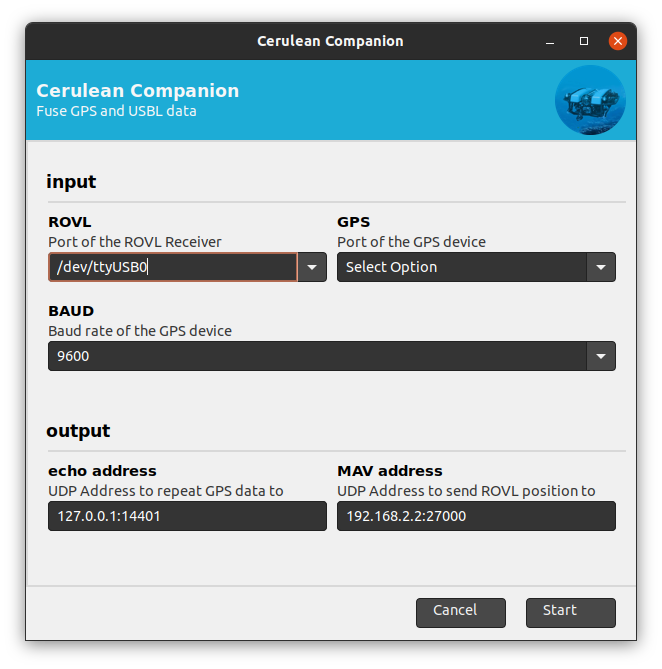 Cerulean Companion
Cerulean Companion
Fuse GPS and USBL data
input
ROVL
Port of the ROVL Receiver
/dev/ttyUSB0
GPS
Port of the GPS device
Select Option
BAUD
Baud rate of the GPS device
9600
output
echo address
UDP Address to repeat GPS data to
127.0.0.1:14401
MAV address
UDP Address to send ROVL position to
192.168.2.2:27000
Cancel
Start